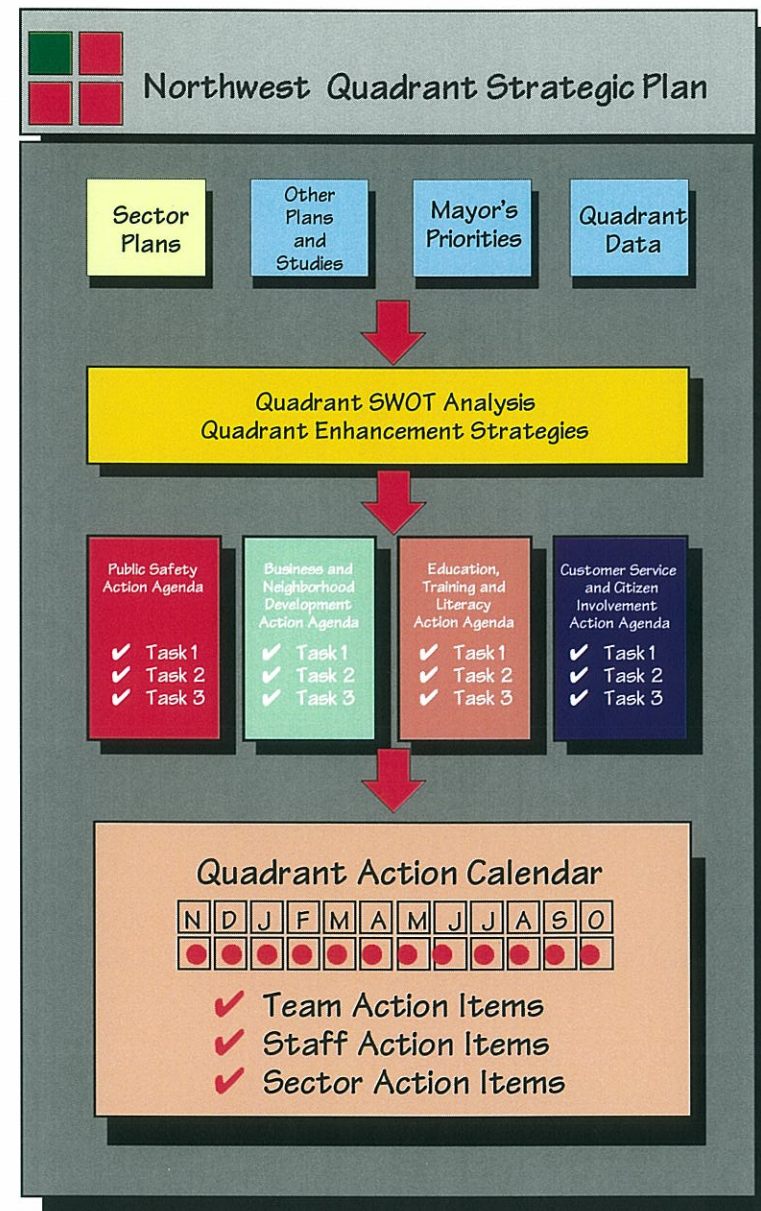 Northwest Quadrant Strategic Plan
Sector
Plans
Other
Plans
and
Studies
Mayor's
Priorities
Quadrant
Data
Quadrant SWOT Analysis
Quadrant Enhancement Strategies
Public Safety
Action Agenda
✔ Task 1
✔ Task 2
✔ Task 3
Business and
Neighborhood
Development
Action Agenda
✔ Task 1
✔ Task 2
✔ Task 3
Education,
Training and
Literacy
Action Agenda
✔ Task 1
✔ Task 2
✔ Task 3
Customer Service
and Citizen
Involvement
Action Agenda
✔ Task 1
✔ Task 2
✔ Task 3
Quadrant Action Calendar
N D J F M A M J J A S O
✔ Team Action Items
✔ Staff Action Items
✔ Sector Action Items